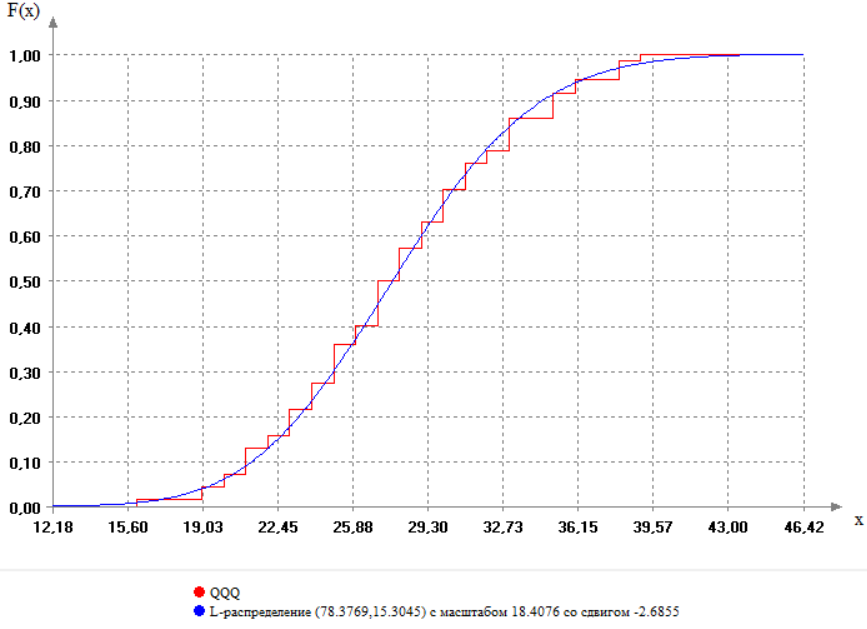 F(x)
1,00
0,90
0,80
0,70
0,60
0,50
0,40
0,30
0,20
0,10
0,00
12,18 15,60 19,03 22,45 25,88 29,30 32,73 36,15 39,57 43,00 46,42
x
QQQ
L-распределение (78.3769,15.3045) с масштабом 18.4076 со сдвигом -2.6855